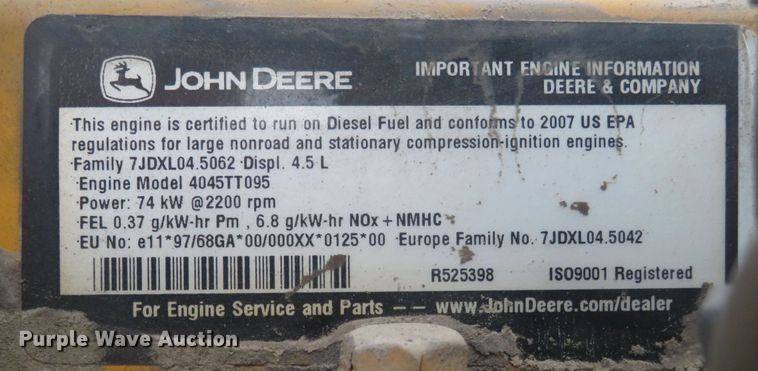 JOHN DEERE
IMPORTANT ENGINE INFORMATION
DEERE & COMPANY
This engine is certified to run on Diesel Fuel and conforms to 2007 US EPA
regulations for large nonroad and stationary compression-ignition engines.
Family 7JDXL04.5062 Displ. 4.5 L
Engine Model 4045TT095
Power: 74 kW @2200 rpm
FEL 0.37 g/kW-hr Pm , 6.8 g/kW-hr NOx + NMHC
EU No: e11*97/68GA*00/000XX*0125*00 Europe Family No. 7JDXL04.5042
R525398 ISO9001 Registered
For Engine Service and Parts — — www.JohnDeere.com/dealer
Purple Wave Auction